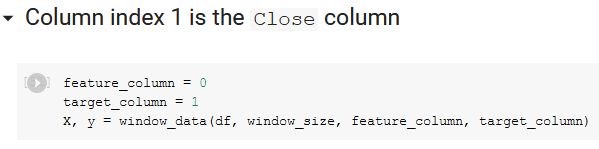 Column index 1 is the Close column
feature_column = 0
target_column = 1
X, y = window_data(df, window_size, feature_column, target_column)